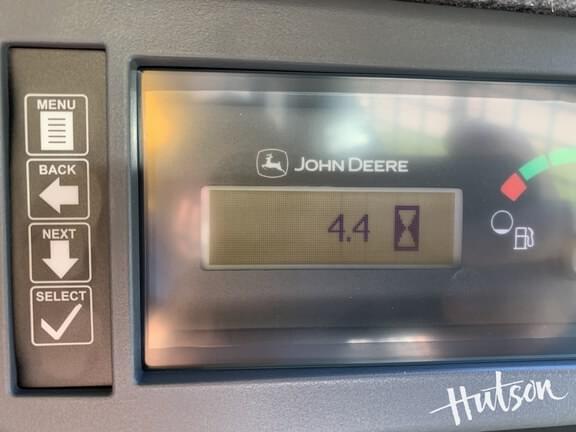 MENU
BACK
NEXT
SELECT
JOHN DEERE
4.4
Hutson